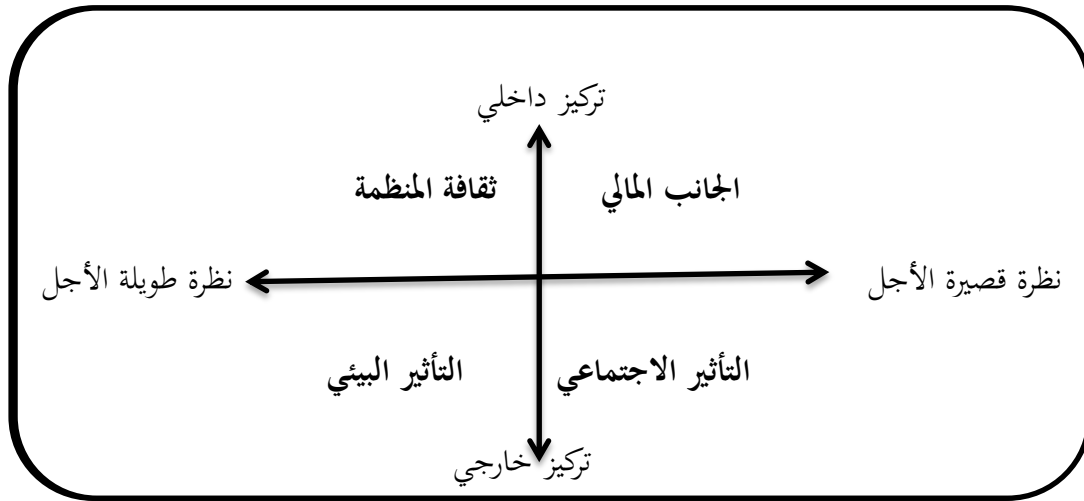 تركيز داخلي
الجانب المالي
ثقافة المنظمة
نظرة قصيرة الأجل
نظرة طويلة الأجل
التأثير الاجتماعي
التأثير البيئي
تركيز خارجي